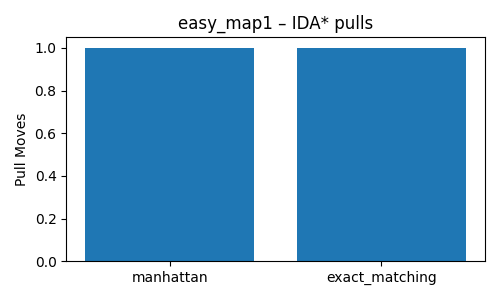 easy_map1 – IDA* pulls
Pull Moves
1.0
0.8
0.6
0.4
0.2
0.0
manhattan
exact_matching